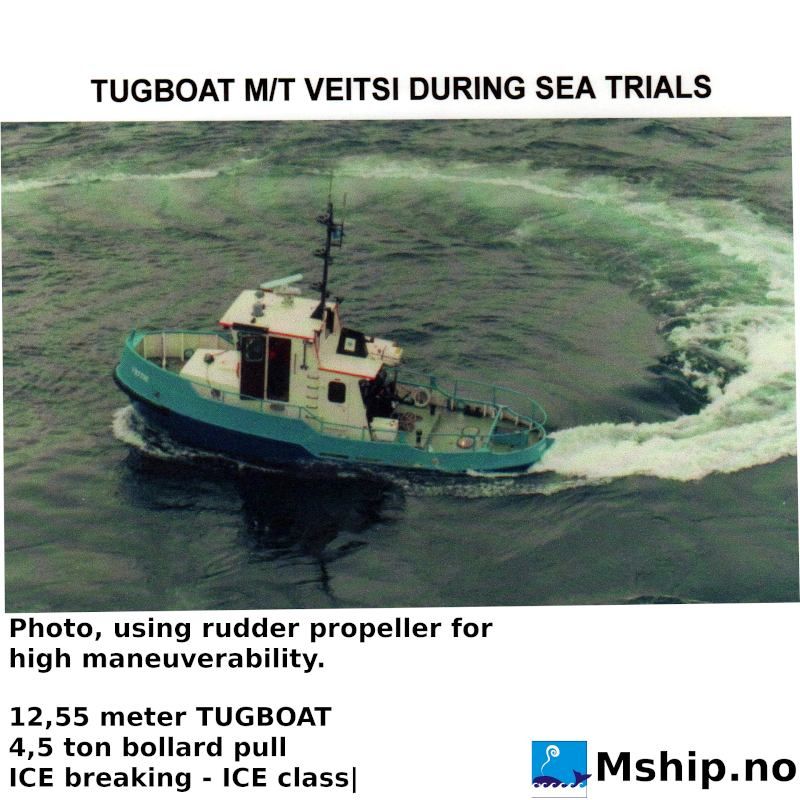 TUGBOAT M/T VEITSI DURING SEA TRIALS
Photo, using rudder propeller for
high maneuverability.
12,55 meter TUGBOAT
4,5 ton bollard pull
ICE breaking - ICE class|
Mship.no